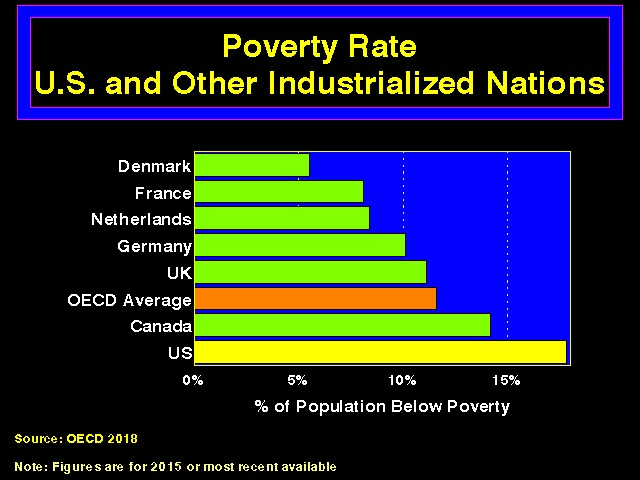 Poverty Rate
U.S. and Other Industrialized Nations
Denmark
France
Netherlands
Germany
UK
OECD Average
Canada
US
0% 5% 10% 15%
% of Population Below Poverty
Source: OECD 2018
Note: Figures are for 2015 or most recent available